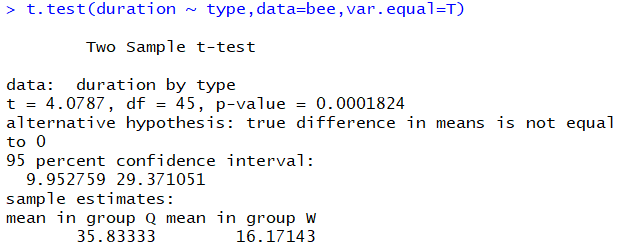 > t.test(duration ~ type,data=bee,var.equal=T)
Two Sample t-test
data:  duration by type
t = 4.0787, df = 45, p-value = 0.0001824
alternative hypothesis: true difference in means is not equal
to 0
95 percent confidence interval:
9.952759 29.371051
sample estimates:
mean in group Q mean in group W
35.83333        16.17143